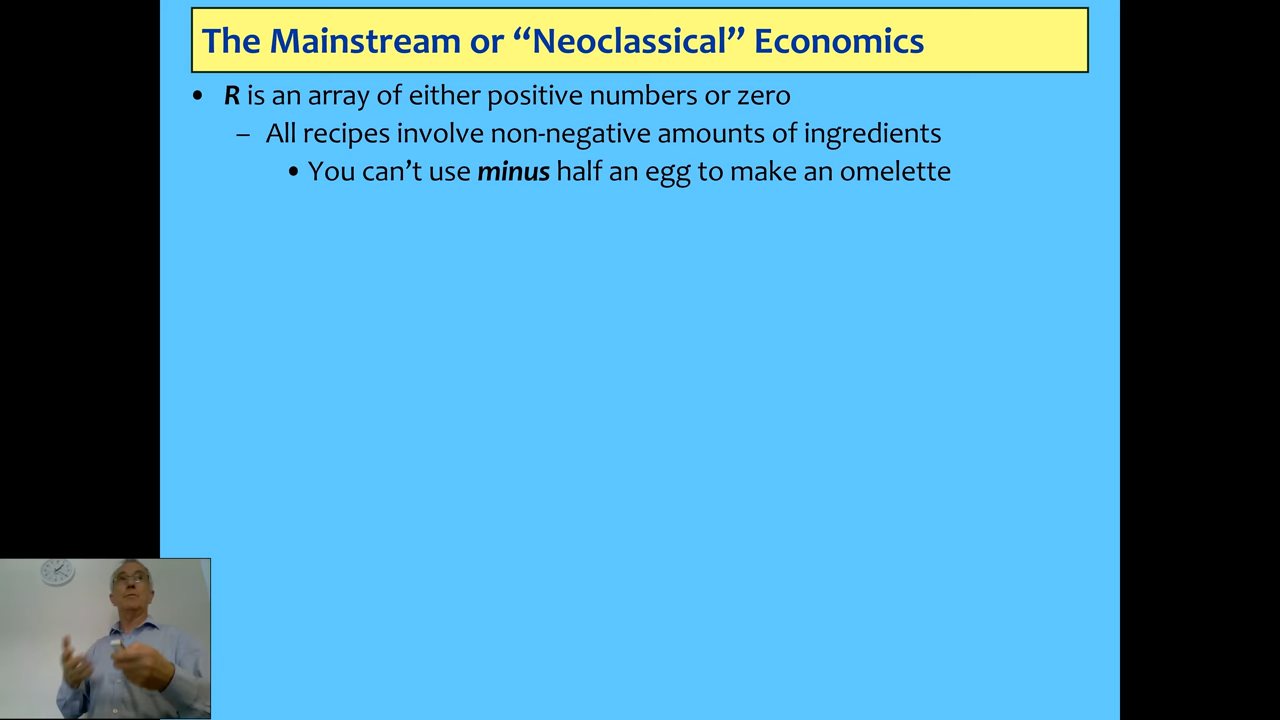 The Mainstream or “Neoclassical” Economics
• R is an array of either positive numbers or zero
– All recipes involve non-negative amounts of ingredients
• You can’t use minus half an egg to make an omelette